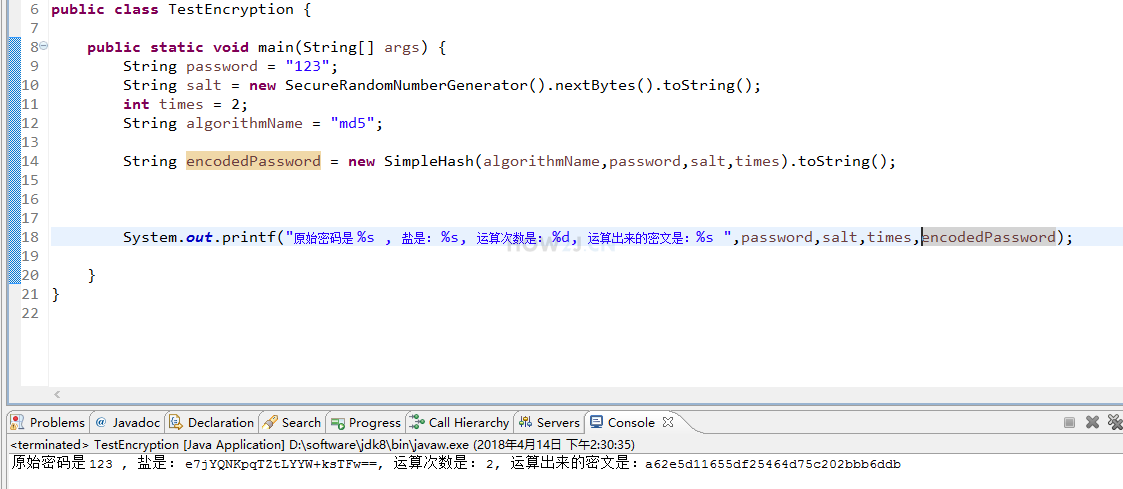 6 public class TestEncryption {
7
8 public static void main(String[] args) {
9 String password = "123";
10 String salt = new SecureRandomNumberGenerator().nextBytes().toString();
11 int times = 2;
12 String algorithmName = "md5";
13
14 String encodedPassword = new SimpleHash(algorithmName,password,salt,times).toString();
15
16
17
18 System.out.printf("原始密码是 %s , 盐是: %s, 运算次数是: %d, 运算出来的密文是: %s ",password,salt,times,encodedPassword);
19
20 }
21 }
22
Problems @ Javadoc Declaration Search Progress Call Hierarchy Servers Console
<terminated> TestEncryption [Java Application] D:\software\jdk8\bin\javaw.exe (2018年4月14日 下午2:30:35)
原始密码是 123 , 盐是: e7jYQNKpqTZtLYYW+ksTFw==, 运算次数是: 2, 运算出来的密文是: a62e5d11655df25464d75c202bbb6ddb